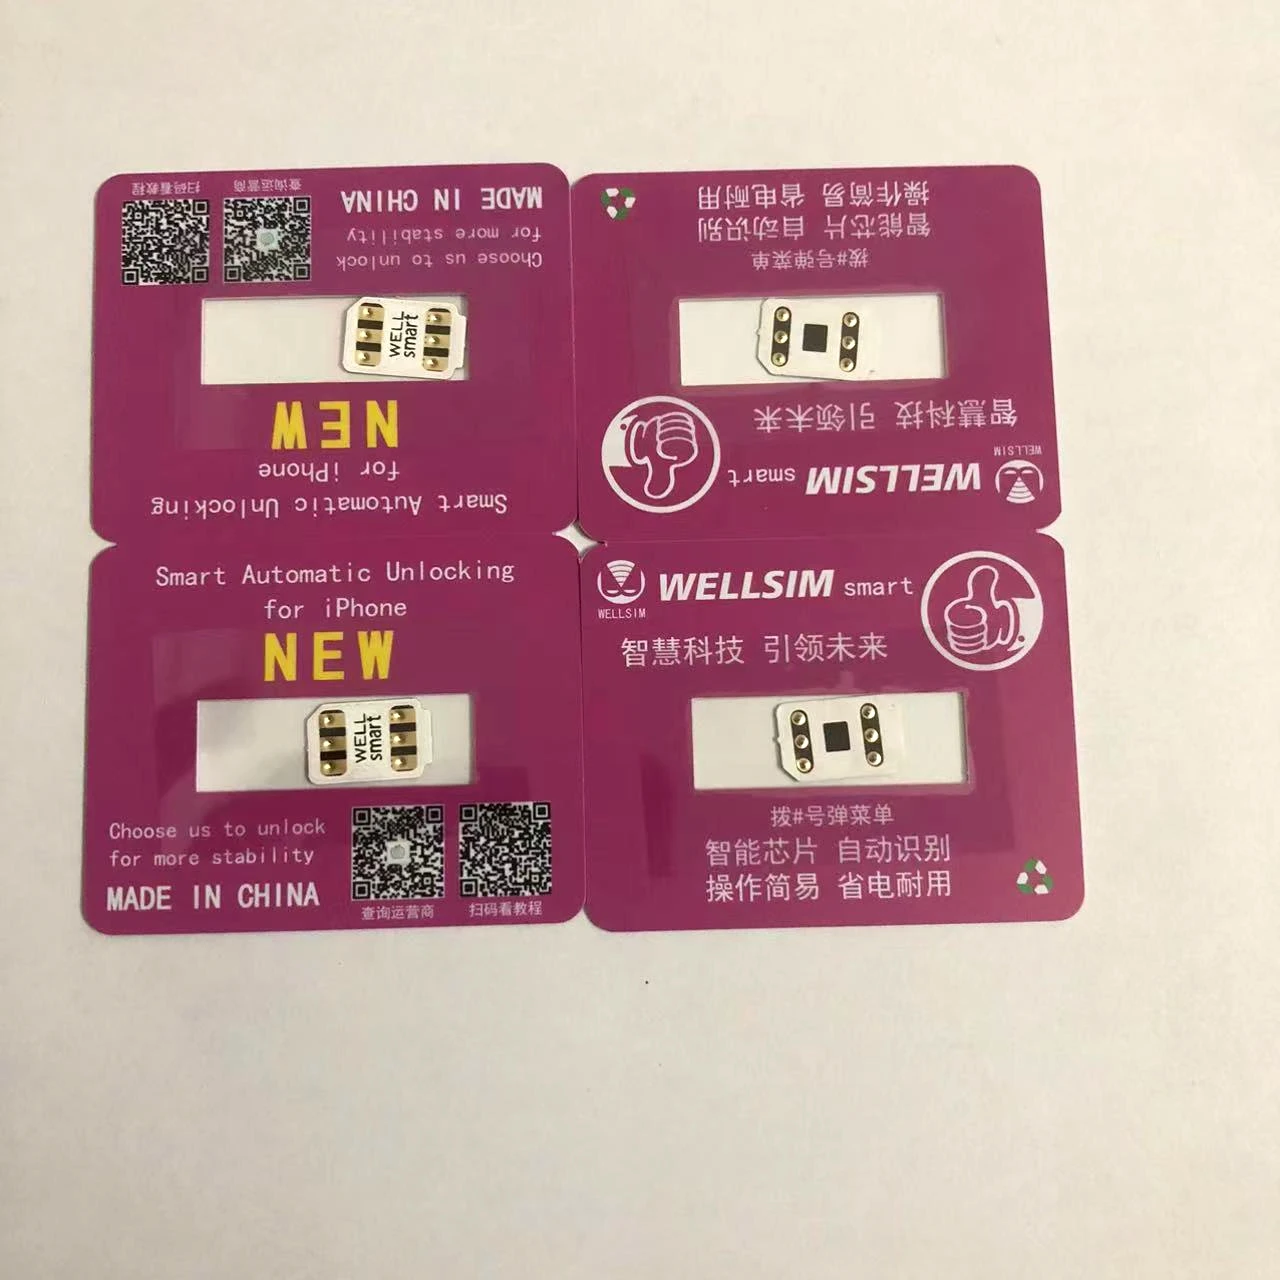 扫码看教程
查询运营商
MADE IN CHINA
for more stability
Choose us to unlock
WELL
smart
NEW
for iPhone
Smart Automatic Unlocking
操作简易 省电耐用
智能芯片 自动识别
拨#号弹菜单
智慧科技 引领未来
WELLSIM
WELLSIM smart
Smart Automatic Unlocking
for iPhone
NEW
WELL
smart
Choose us to unlock
for more stability
MADE IN CHINA
查询运营商
扫码看教程
WELLSIM
WELLSIM smart
智慧科技 引领未来
拨#号弹菜单
智能芯片 自动识别
操作简易 省电耐用